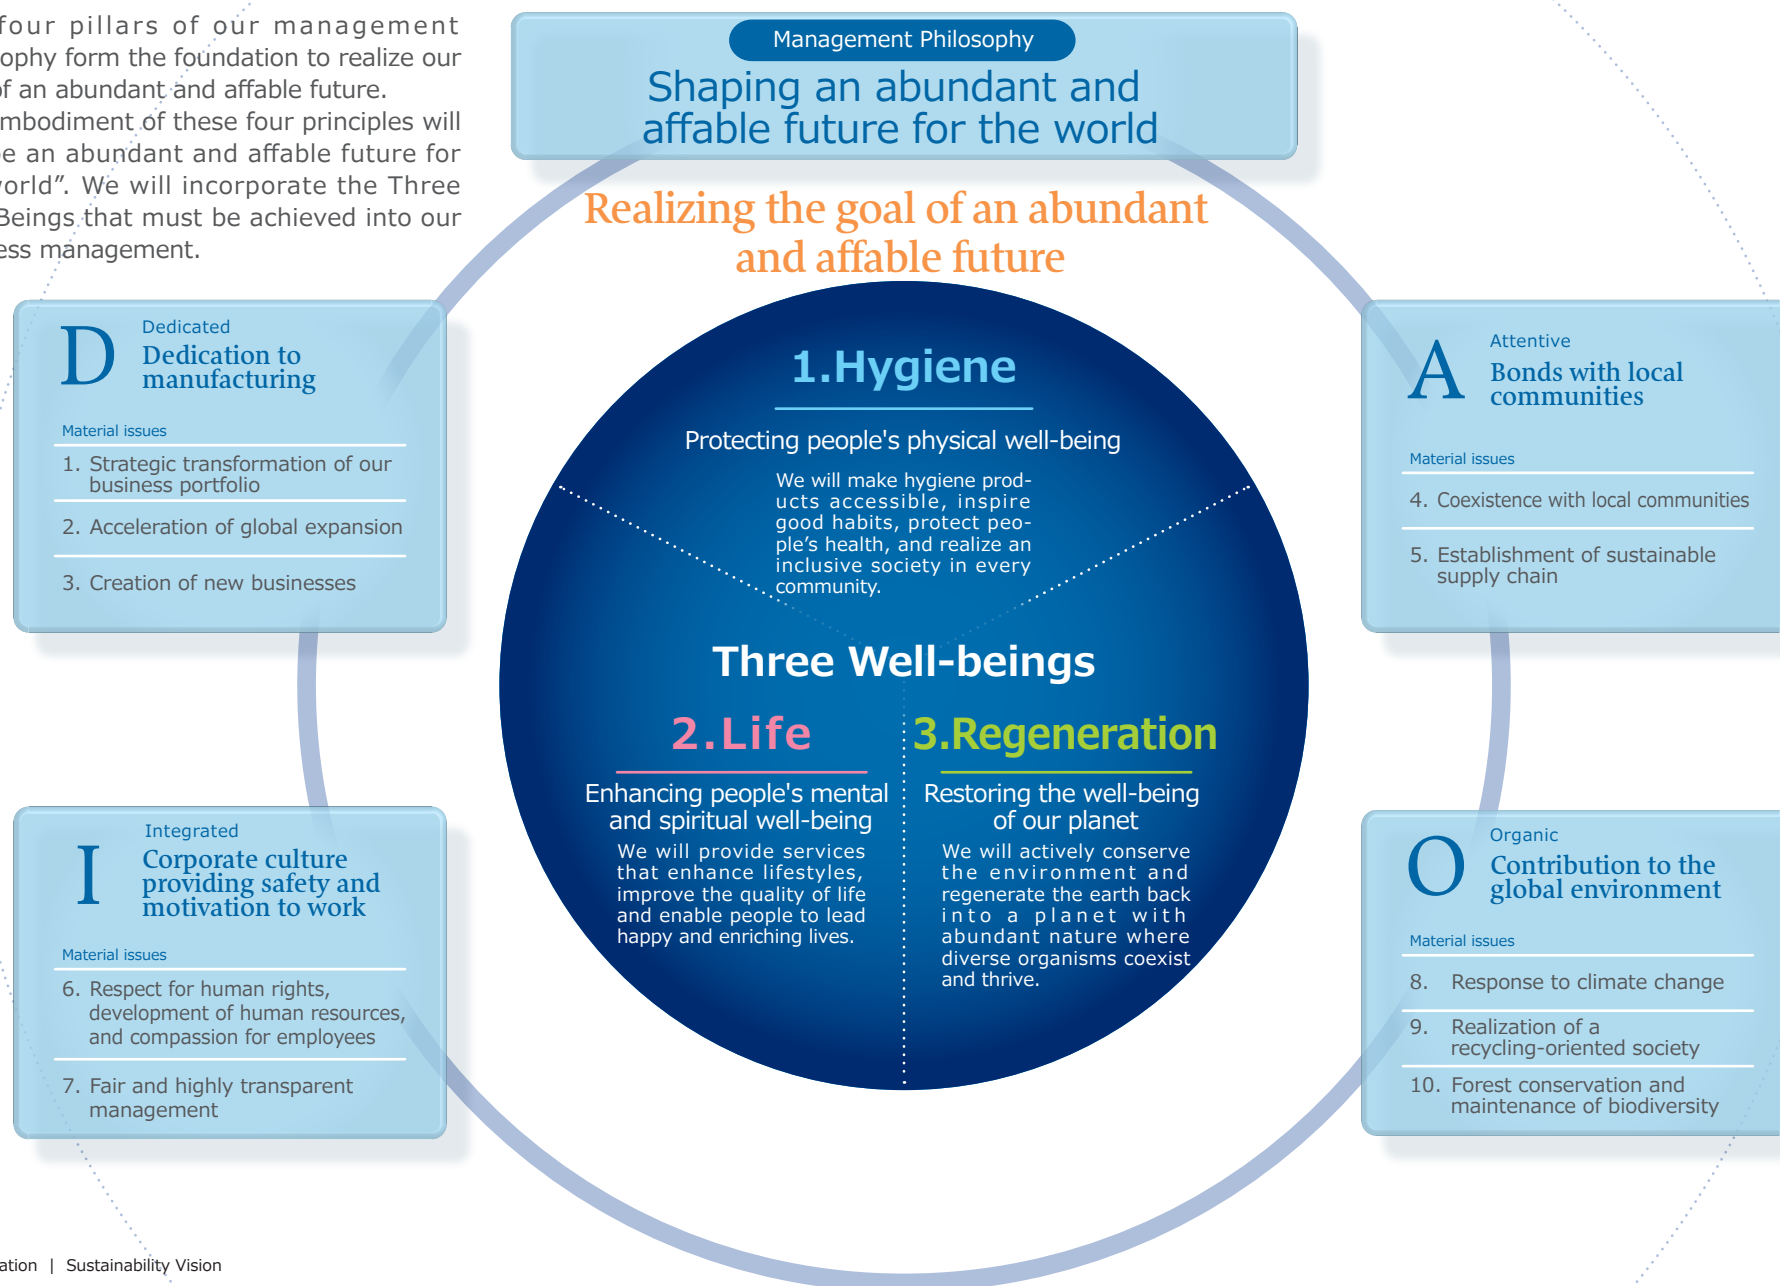 four pillars of our management
form the foundation to realize our
an abundant and affable future.
of these four principles will
an abundant and affable future for
We will incorporate the Three
Beings that must be achieved into our
management.
Management Philosophy
Shaping an abundant and
affable future for the world
Realizing the goal of an abundant
and affable future
D
Dedicated
Dedication to
manufacturing
Material issues
1. Strategic transformation of our
business portfolio
2. Acceleration of global expansion
3. Creation of new businesses
A
Attentive
Bonds with local
communities
Material issues
4. Coexistence with local communities
5. Establishment of sustainable
supply chain
1.Hygiene
Protecting people's physical well-being
We will make hygiene prod-
ucts accessible, inspire
good habits, protect peo-
ple’s health, and realize an
inclusive society in every
community.
Three Well-beings
2.Life
Enhancing people's mental
and spiritual well-being
We will provide services
that enhance lifestyles,
improve the quality of life
and enable people to lead
happy and enriching lives.
3.Regeneration
Restoring the well-being
of our planet
We will actively conserve
the environment and
regenerate the earth back
into a planet with
abundant nature where
diverse organisms coexist
and thrive.
I
Integrated
Corporate culture
providing safety and
motivation to work
Material issues
6. Respect for human rights,
development of human resources,
and compassion for employees
7. Fair and highly transparent
management
O
Organic
Contribution to the
global environment
Material issues
8. Response to climate change
9. Realization of a
recycling-oriented society
10. Forest conservation and
maintenance of biodiversity
| Sustainability Vision